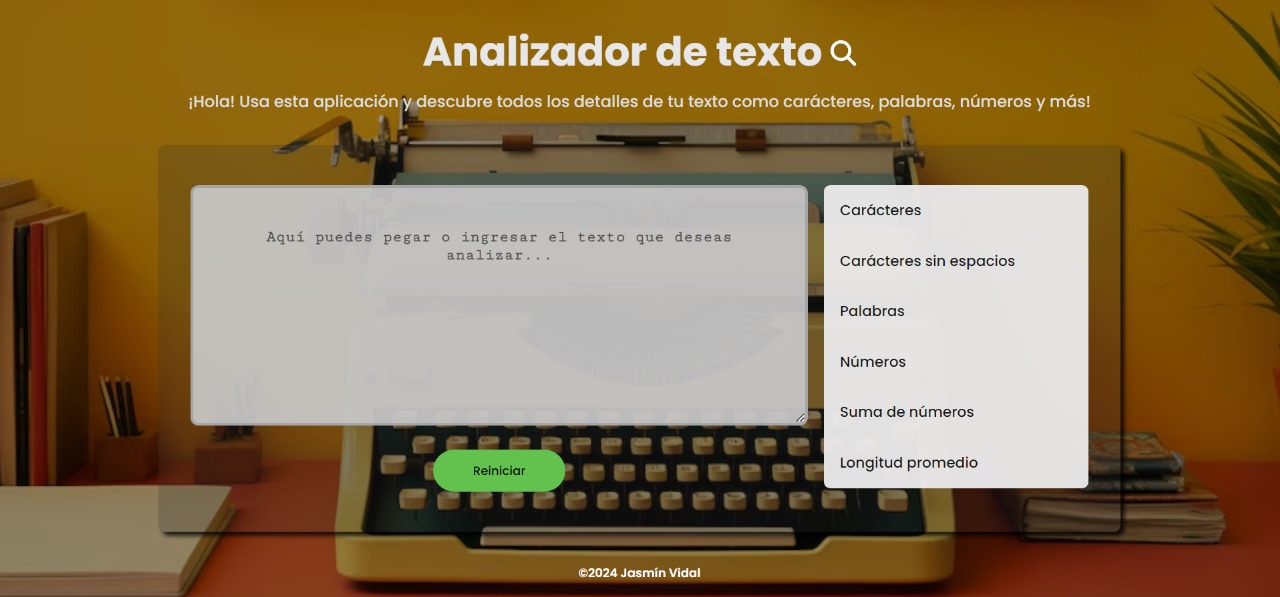 Analizador de texto
¡Hola! Usa esta aplicación y descubre todos los detalles de tu texto como carácteres, palabras, números y más!
Aquí puedes pegar o ingresar el texto que deseas
analizar...
Carácteres
Carácteres sin espacios
Palabras
Números
Suma de números
Longitud promedio
Reiniciar
©2024 Jasmín Vidal